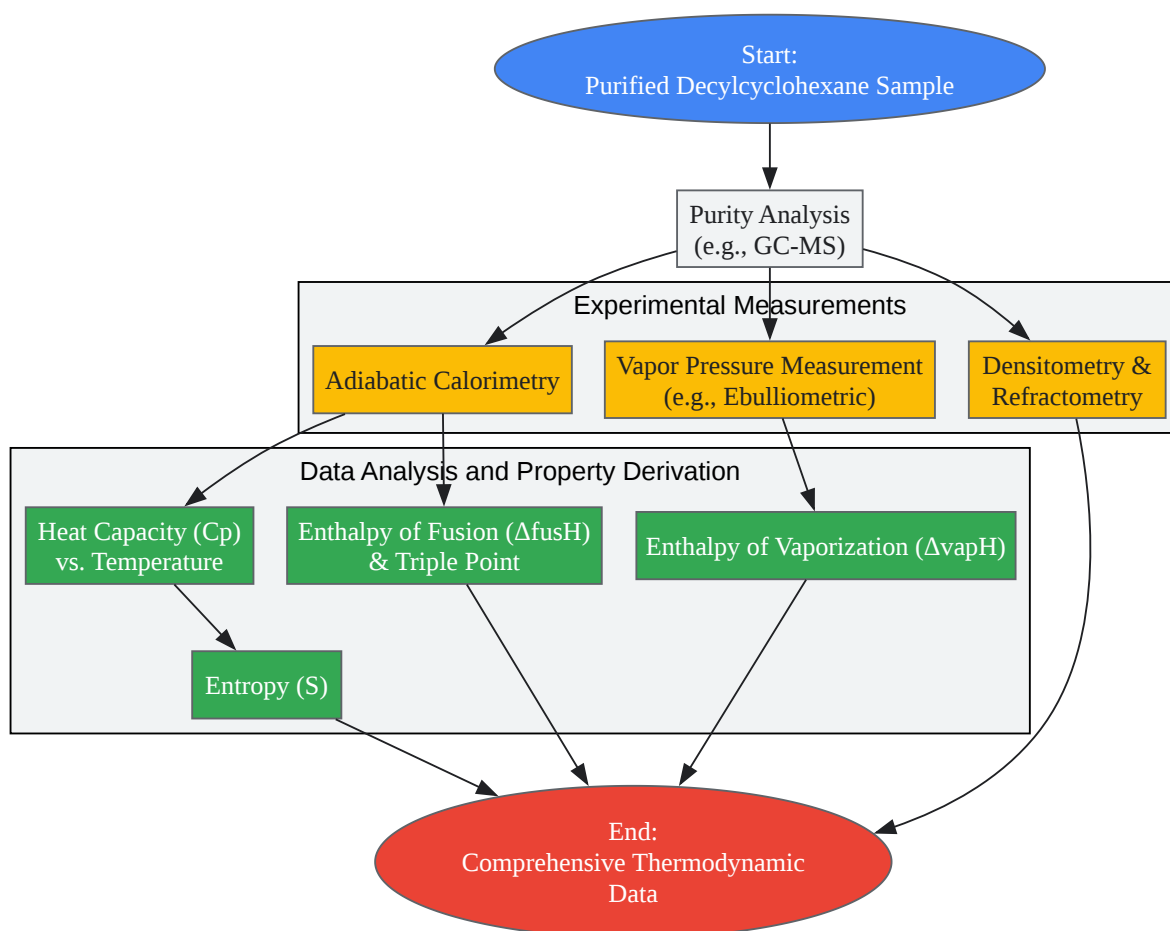 Start:
Purified Decylcyclohexane Sample
Purity Analysis
(e.g., GC-MS)
Experimental Measurements
Adiabatic Calorimetry
Vapor Pressure Measurement
(e.g., Ebulliometric)
Densitometry &
Refractometry
Data Analysis and Property Derivation
Heat Capacity (Cp)
vs. Temperature
Enthalpy of Fusion (ΔfusH)
& Triple Point
Enthalpy of Vaporization (ΔvapH)
Entropy (S)
End:
Comprehensive Thermodynamic
Data